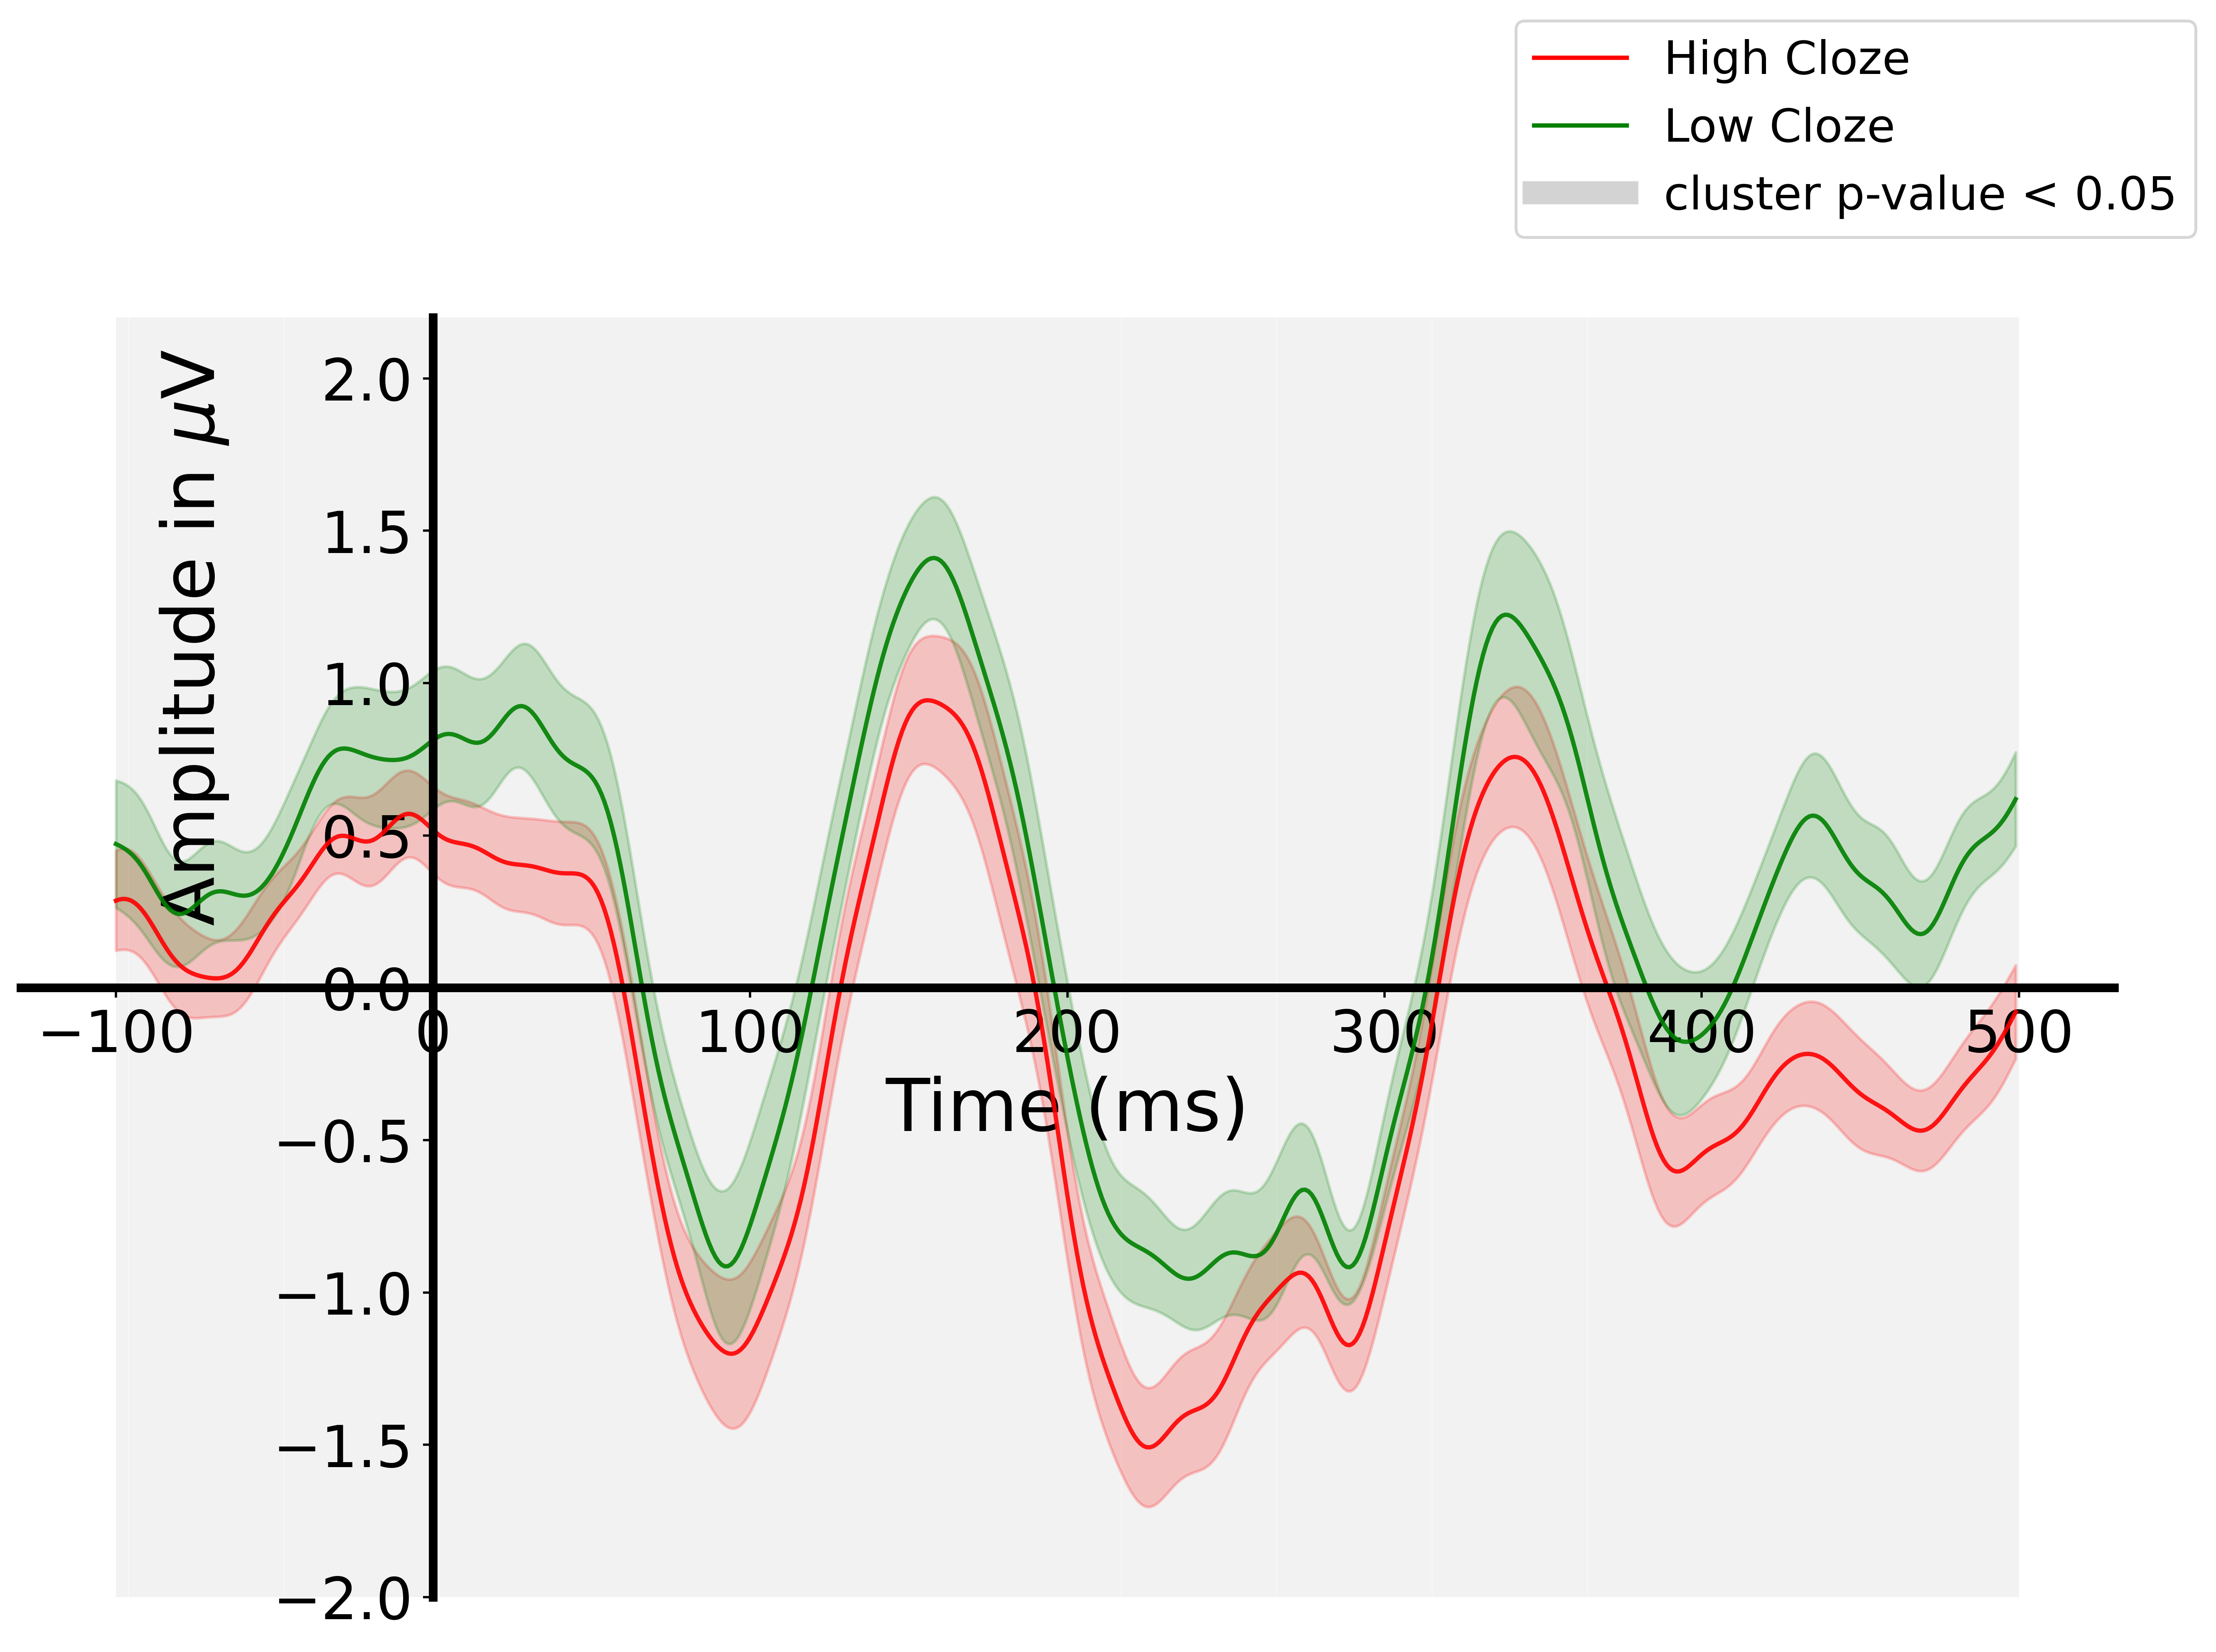 High Cloze
Low Cloze
cluster p-value < 0.05
Amplitude in μV
2.0
1.5
1.0
0.5
0.0
−0.5
−1.0
−1.5
−2.0
−100 0 100 200 300 400 500
Time (ms)